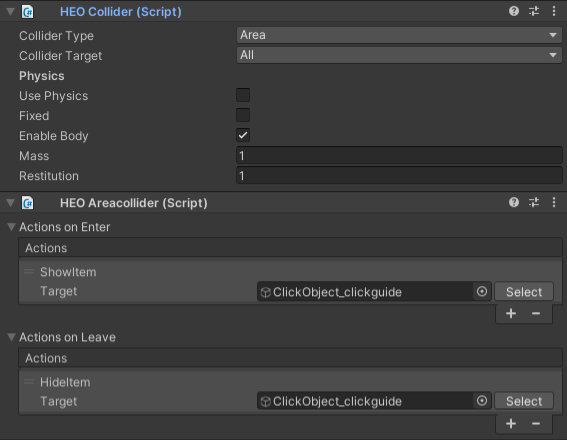 HEO Collider (Script)
Collider Type Area
Collider Target All
Physics
Use Physics
Fixed
Enable Body
Mass 1
Restitution 1
HEO Areacollider (Script)
Actions on Enter
Actions
ShowItem
Target ClickObject_clickguide Select
+ −
Actions on Leave
Actions
HideItem
Target ClickObject_clickguide Select
+ −